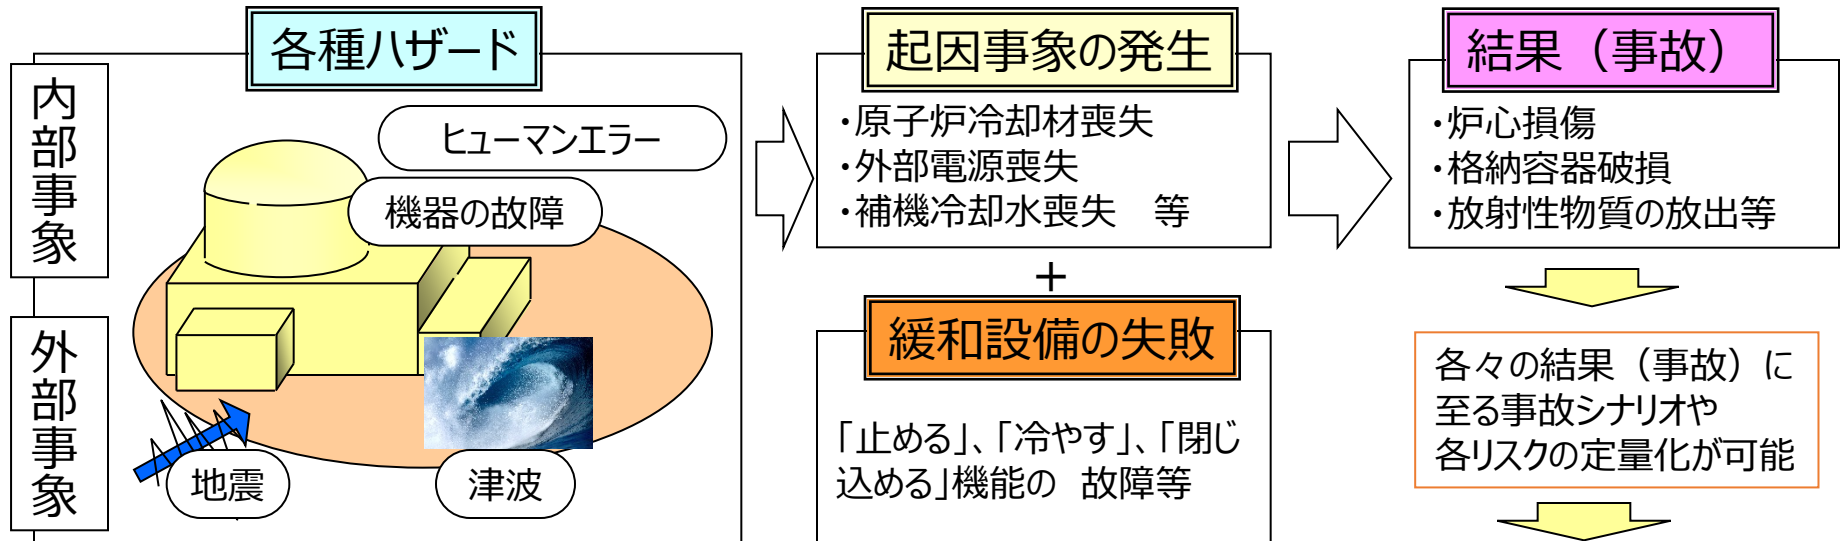 各種ハザード
内部事象
外部事象
ヒューマンエラー
機器の故障
地震
津波
起因事象の発生
・原子炉冷却材喪失
・外部電源喪失
・補機冷却水喪失　等
＋
緩和設備の失敗
「止める」、「冷やす」、「閉じ
込める」機能の　故障等
結果（事故）
・炉心損傷
・格納容器破損
・放射性物質の放出等
各々の結果（事故）に
至る事故シナリオや
各リスクの定量化が可能